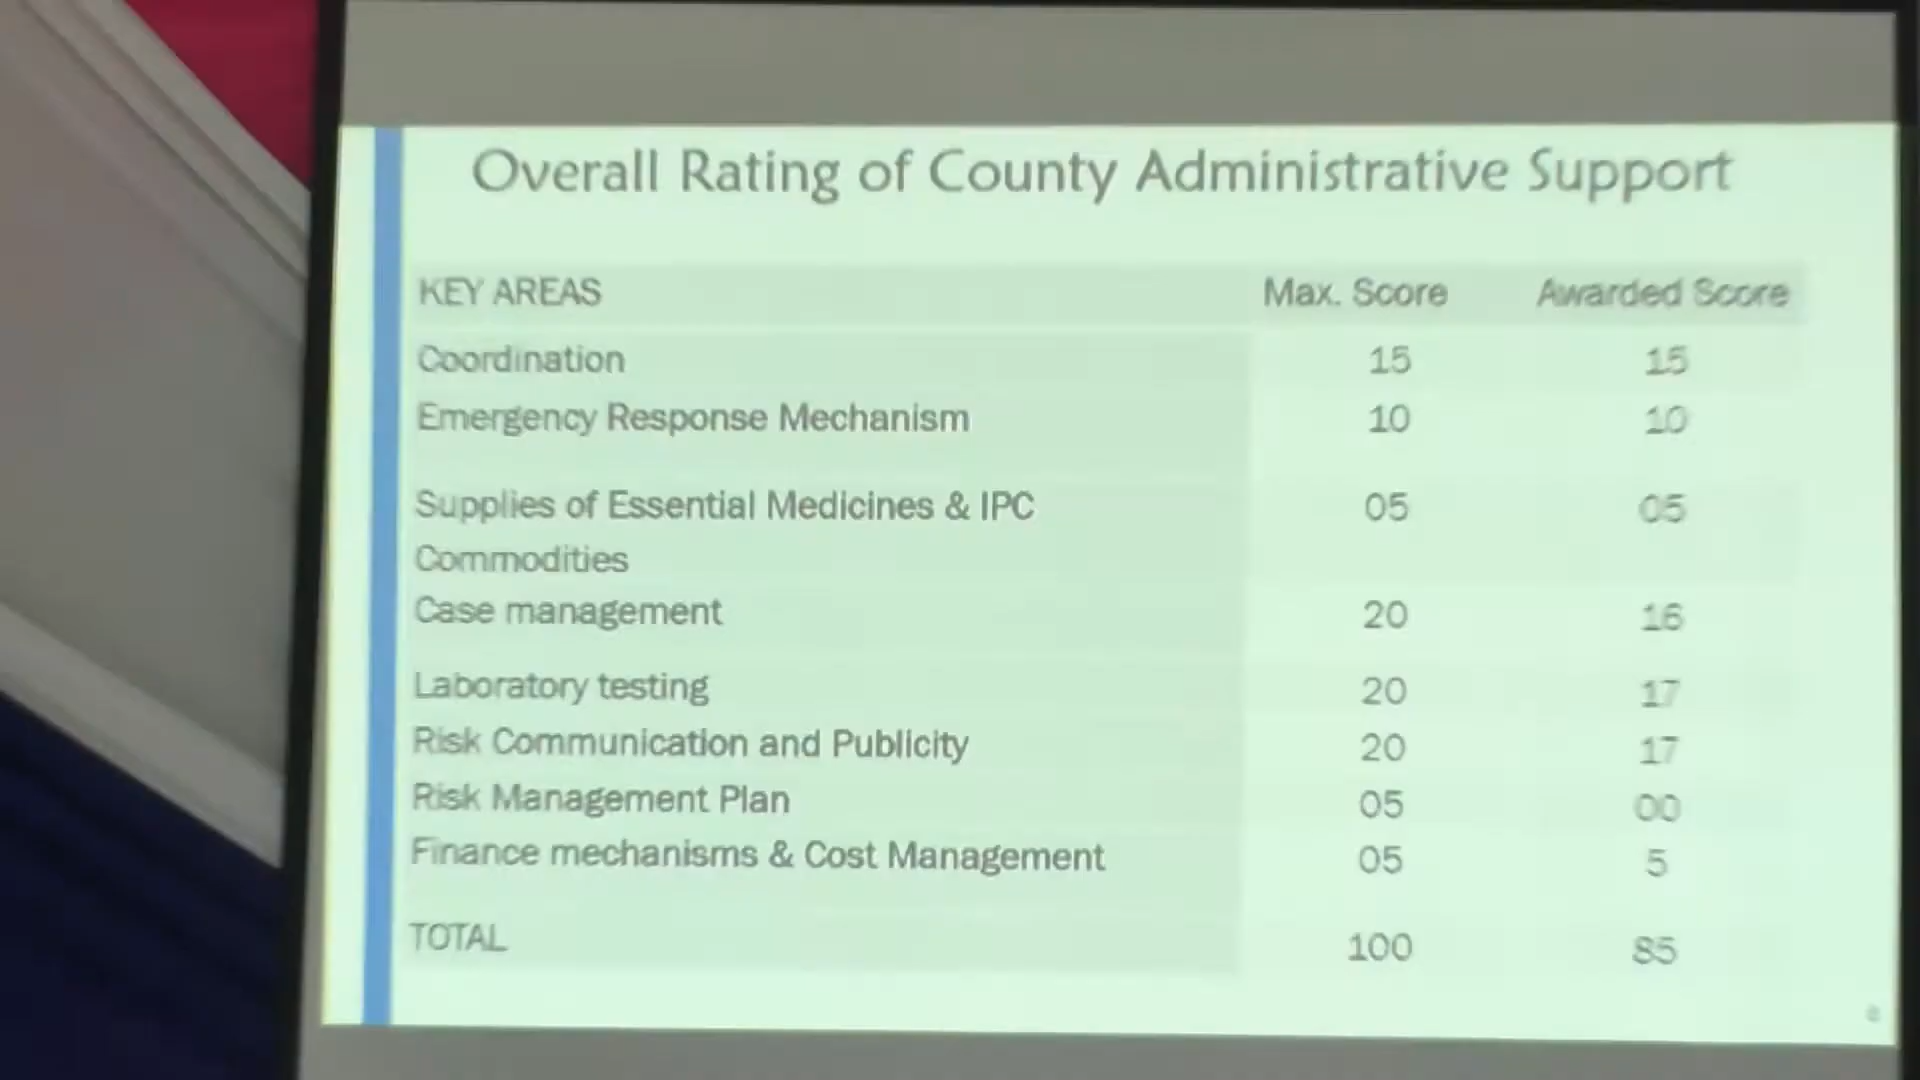 Overall Rating of County Administrative Support
KEY AREAS Max. Score Awarded Score
Coordination 15 15
Emergency Response Mechanism 10 10
Supplies of Essential Medicines & IPC 05 05
Commodities
Case management 20 16
Laboratory testing 20 17
Risk Communication and Publicity 20 17
Risk Management Plan 05 00
Finance mechanisms & Cost Management 05 5
TOTAL 100 85